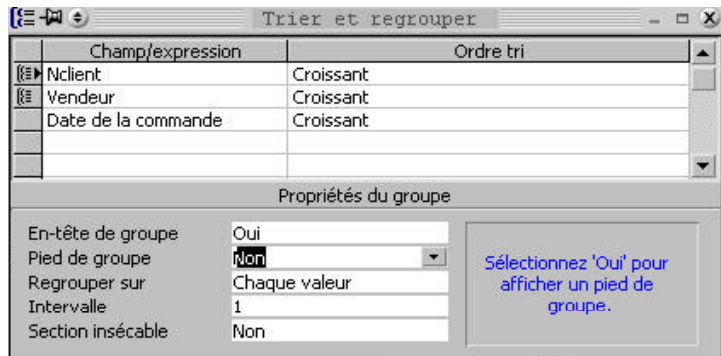 Trier et regrouper
Champ/expression Ordre tri
Nclient Croissant
Vendeur Croissant
Date de la commande Croissant
Propriétés du groupe
En-tête de groupe Oui
Pied de groupe Non
Regrouper sur Chaque valeur
Intervalle 1
Section insécable Non
Sélectionnez 'Oui' pour
afficher un pied de
groupe.